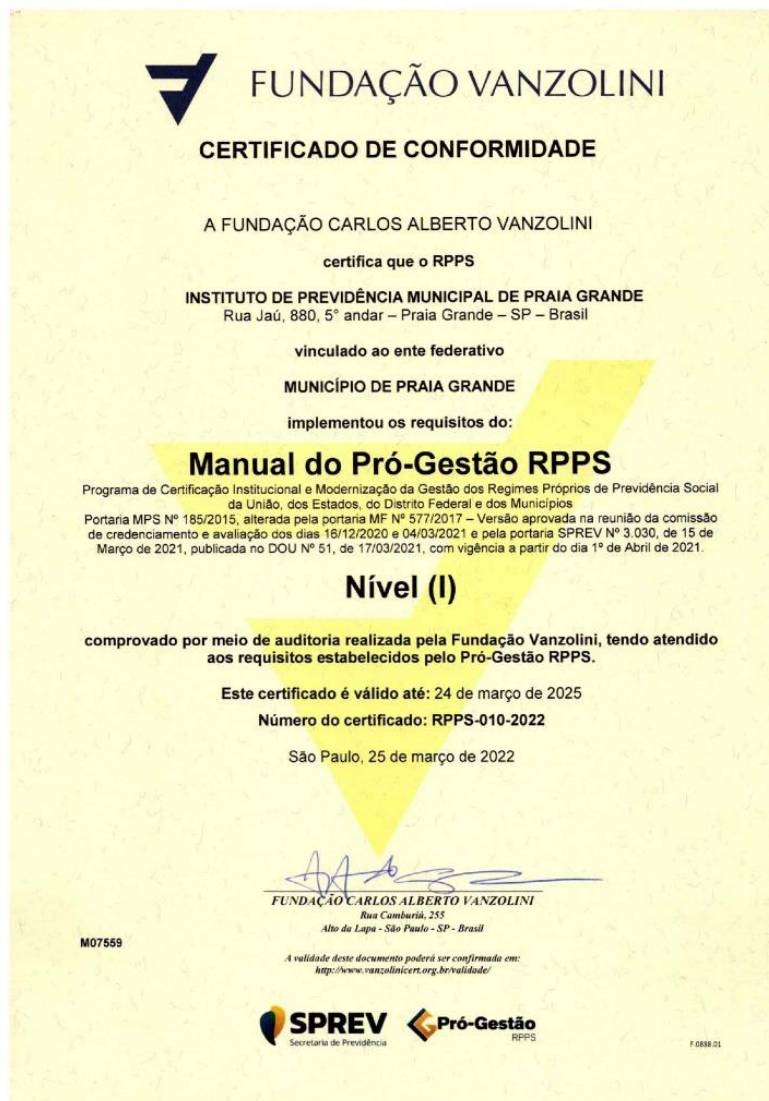 FUNDAÇÃO VANZOLINI
CERTIFICADO DE CONFORMIDADE
A FUNDAÇÃO CARLOS ALBERTO VANZOLINI
certifica que o RPPS
INSTITUTO DE PREVIDÊNCIA MUNICIPAL DE PRAIA GRANDE
Rua Jaú, 880, 5° andar – Praia Grande – SP – Brasil
vinculado ao ente federativo
MUNICÍPIO DE PRAIA GRANDE
implementou os requisitos do:
Manual do Pró-Gestão RPPS
Programa de Certificação Institucional e Modernização da Gestão dos Regimes Próprios de Previdência Social
da União, dos Estados, do Distrito Federal e dos Municípios
Portaria MPS Nº 185/2015, alterada pela portaria MF Nº 577/2017 – Versão aprovada na reunião da comissão
de credenciamento e avaliação dos dias 16/12/2020 e 04/03/2021 e pela portaria SPREV Nº 3.030, de 15 de
Março de 2021, publicada no DOU Nº 51, de 17/03/2021, com vigência a partir do dia 1º de Abril de 2021.
Nível (I)
comprovado por meio de auditoria realizada pela Fundação Vanzolini, tendo atendido
aos requisitos estabelecidos pelo Pró-Gestão RPPS.
Este certificado é válido até: 24 de março de 2025
Número do certificado: RPPS-010-2022
São Paulo, 25 de março de 2022
FUNDAÇÃO CARLOS ALBERTO VANZOLINI
Rua Camburiú, 255
Alto da Lapa - São Paulo - SP - Brasil
M07559
A validade deste documento poderá ser confirmada em:
http://www.vanzolinicert.org.br/validade/
SPREV
Secretaria de Previdência
Pró-Gestão
RPPS
F.0888.01